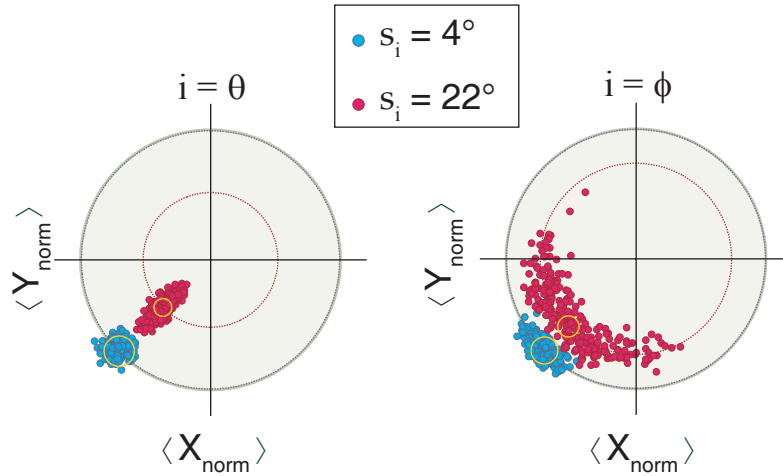 s_i = 4°
s_i = 22°
i = θ
i = ϕ
⟨Y_norm⟩
⟨Y_norm⟩
⟨X_norm⟩
⟨X_norm⟩